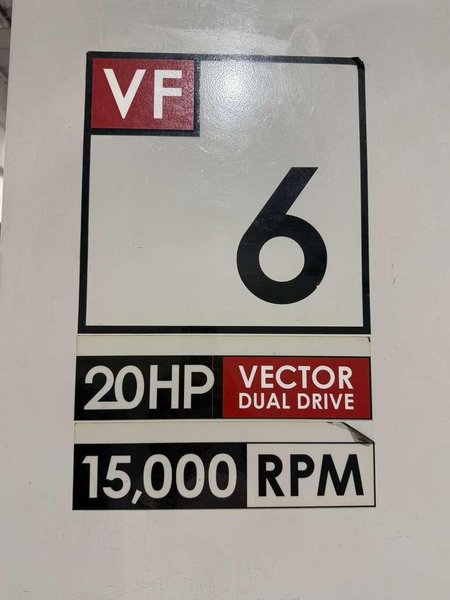 VF
6
20HP VECTOR
DUAL DRIVE
15,000 RPM